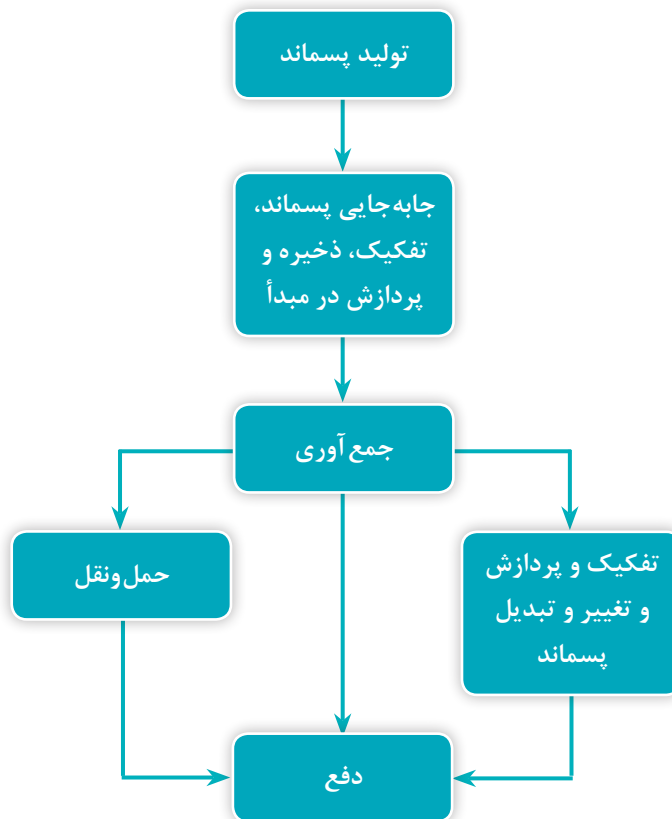 تولید پسماند
جابه‌جایی پسماند،
تفکیک، ذخیره و
پردازش در مبدأ
جمع‌آوری
تفکیک و پردازش
و تغییر و تبدیل
پسماند
حمل‌ونقل
دفع